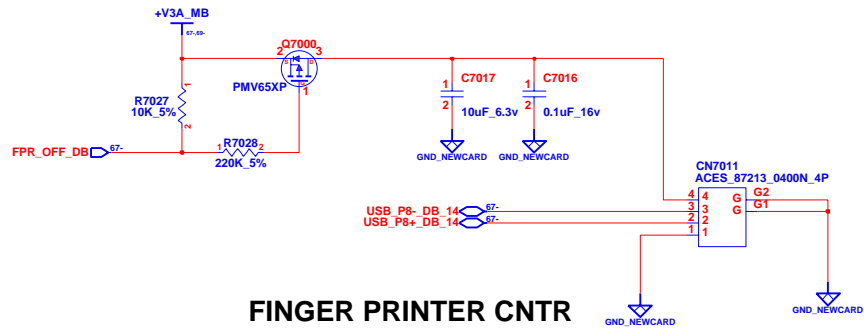 +V3A_MB
67-,69-
Q7000
2 3
S D
G
1
PMV65XP
1
R7027
10K_5%
2
FPR_OFF_DB 67-
1 R7028 2
220K_5%
C7017
1
2
10uF_6.3v
GND_NEWCARD
C7016
1
2
0.1uF_16v
GND_NEWCARD
CN7011
ACES_87213_0400N_4P
4 4 G G2
3 3 G G1
2 2
1 1
USB_P8-_DB_14 67-
USB_P8+_DB_14 67-
GND_NEWCARD
GND_NEWCARD
FINGER PRINTER CNTR